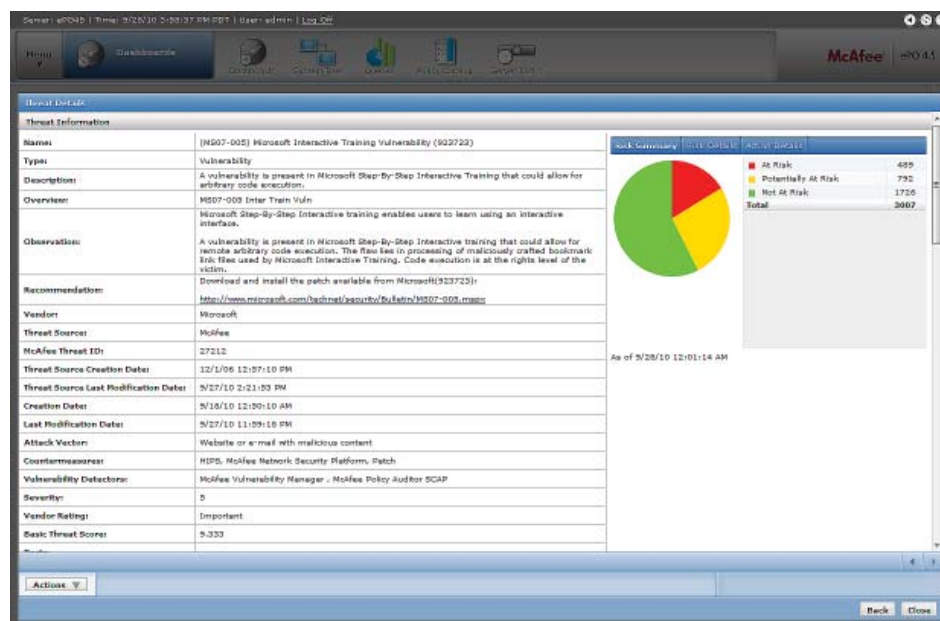 Server: ePO45 | Time: 9/28/10 3:58:37 PM PDT | User: admin | Log Off
Menu
Dashboards
McAfee
ePO 4.5
Threat Details
Threat Information
Name: (MS07-005) Microsoft Interactive Training Vulnerability (923723)
Type: Vulnerability
Description: A vulnerability is present in Microsoft Step-By-Step Interactive Training that could allow for arbitrary code execution.
Overview: MS07-005 Inter Train Vuln
Observation: Microsoft Step-By-Step Interactive training enables users to learn using an interactive interface.
A vulnerability is present in Microsoft Step-By-Step Interactive training that could allow for remote arbitrary code execution. The flaw lies in processing of maliciously crafted bookmark link files used by Microsoft Interactive Training. Code execution is at the rights level of the victim.
Recommendation: Download and install the patch available from Microsoft(923723):
http://www.microsoft.com/technet/security/Bulletin/MS07-005.mspx
Vendor: Microsoft
Threat Source: McAfee
McAfee Threat ID: 27212
Threat Source Creation Date: 12/1/06 12:57:10 PM
Threat Source Last Modification Date: 9/27/10 2:21:53 PM
Creation Date: 9/18/10 12:50:10 AM
Last Modification Date: 9/27/10 11:59:18 PM
Attack Vector: Website or e-mail with malicious content
Countermeasures: HIPS, McAfee Network Security Platform, Patch
Vulnerability Detectors: McAfee Vulnerability Manager , McAfee Policy Auditor SCAP
Severity: 9
Vendor Rating: Important
Basic Threat Score: 9.333
Risk Summary
Risk Details
Asset Details
At Risk 489
Potentially At Risk 792
Not At Risk 1726
Total 3007
As of 9/28/10 12:01:14 AM
Actions
Back
Close